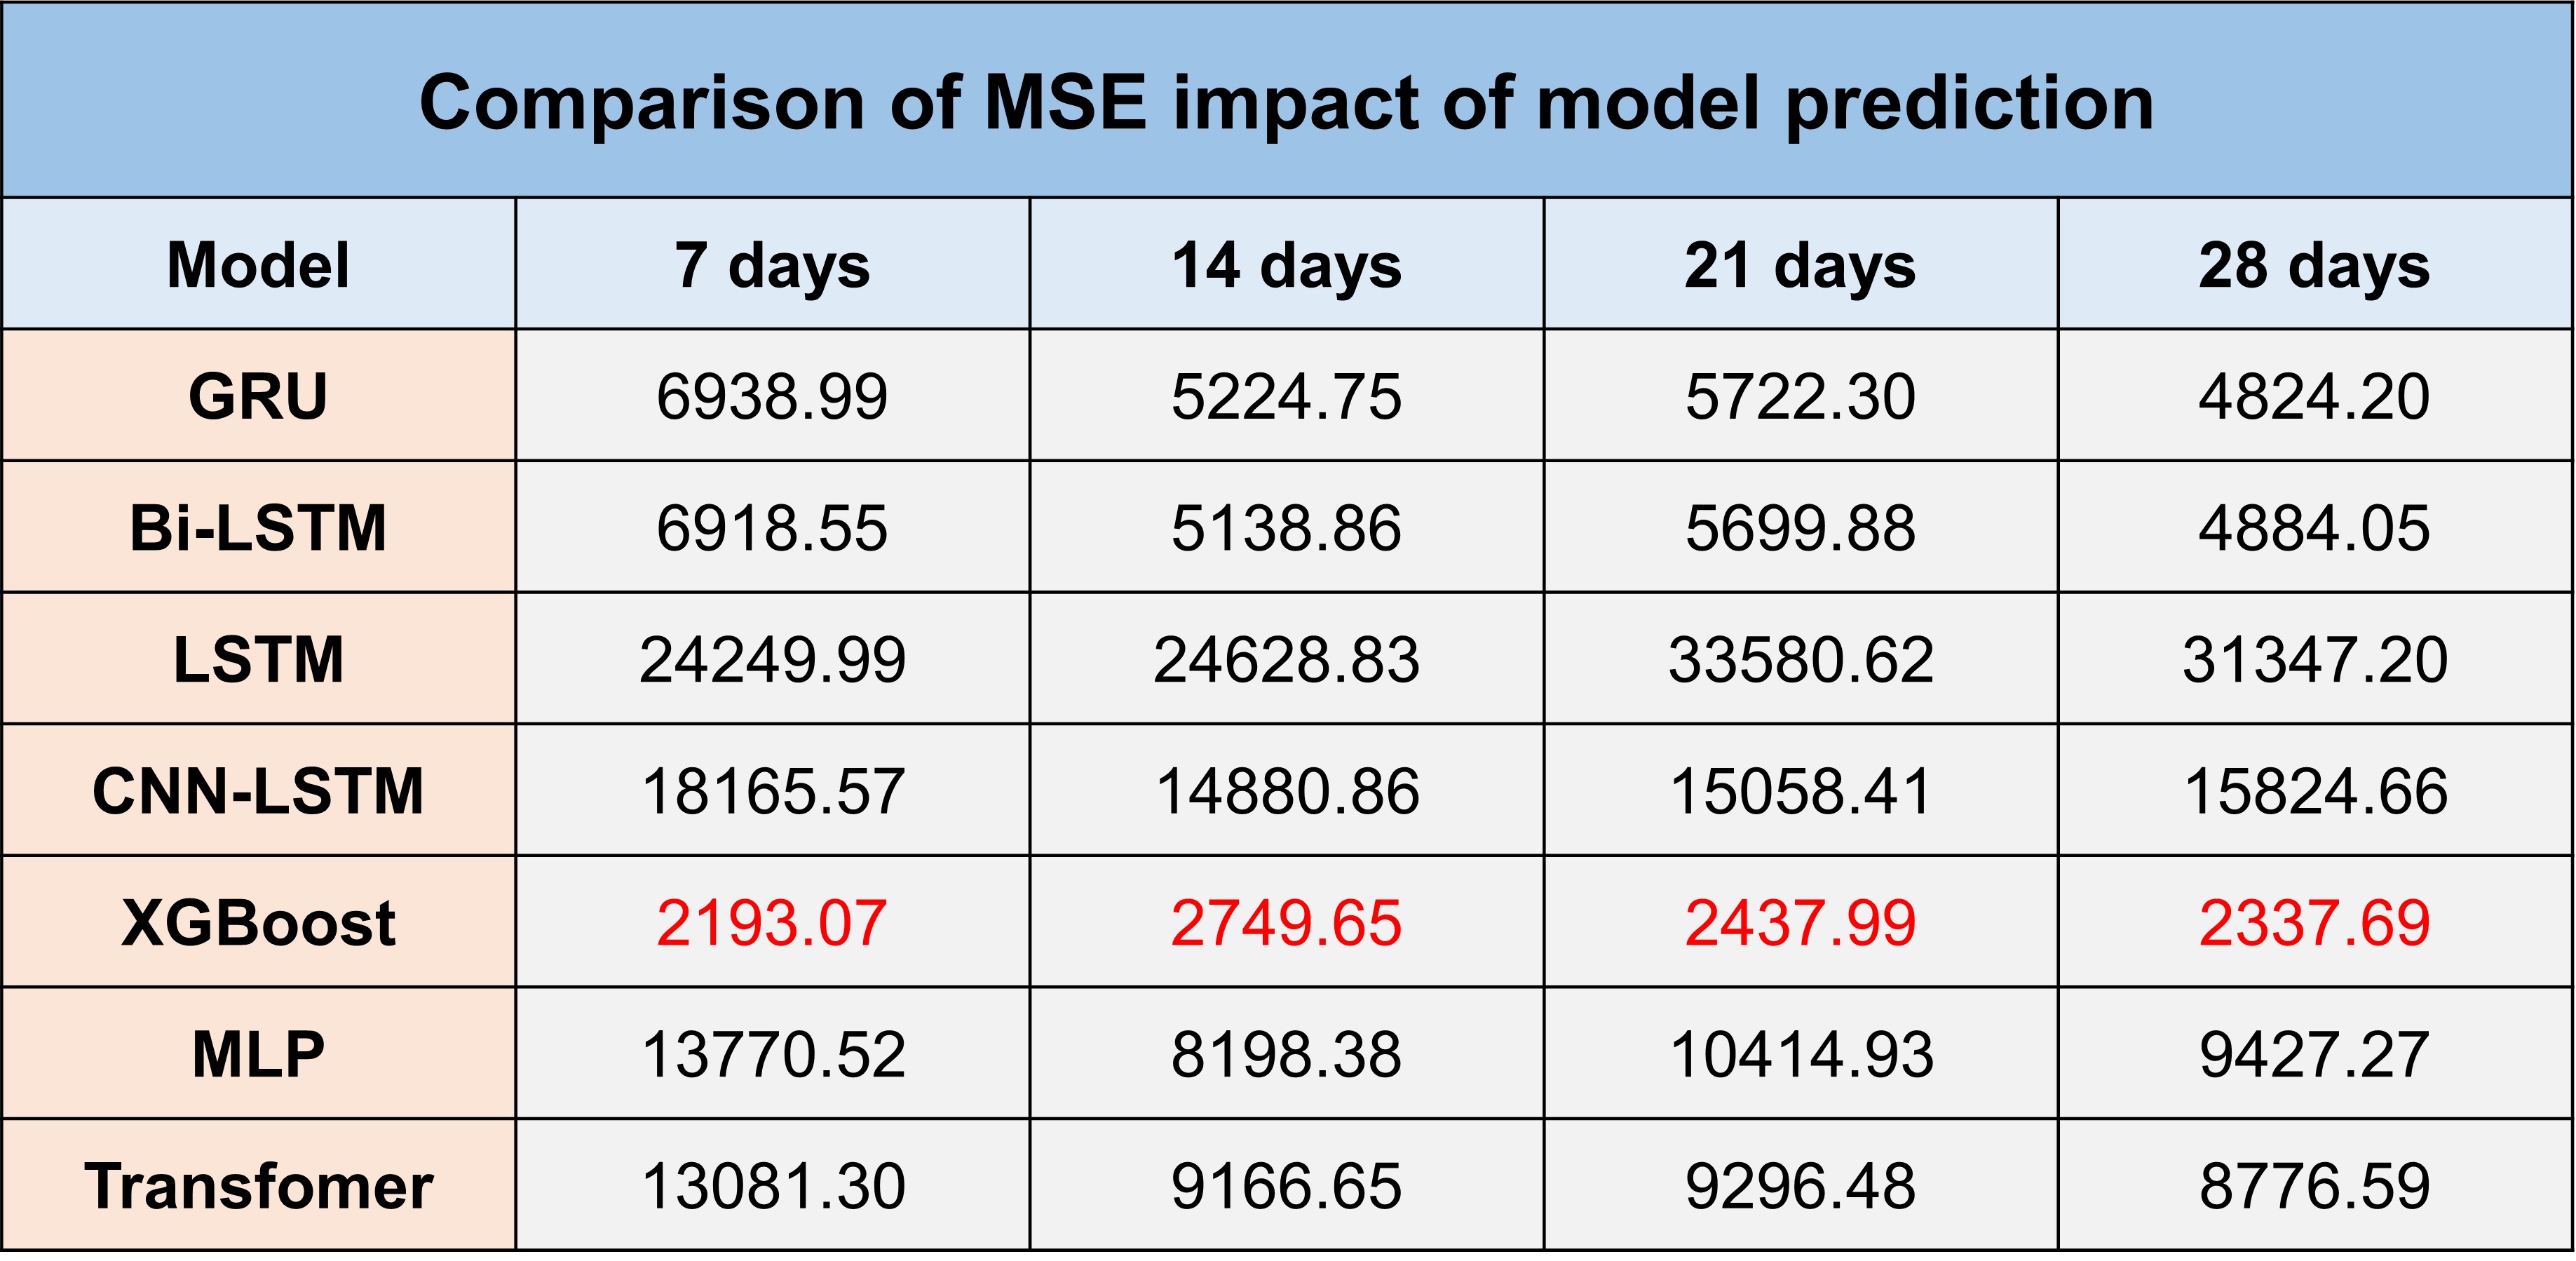 Comparison of MSE impact of model prediction
Model 7 days 14 days 21 days 28 days
GRU 6938.99 5224.75 5722.30 4824.20
Bi-LSTM 6918.55 5138.86 5699.88 4884.05
LSTM 24249.99 24628.83 33580.62 31347.20
CNN-LSTM 18165.57 14880.86 15058.41 15824.66
XGBoost 2193.07 2749.65 2437.99 2337.69
MLP 13770.52 8198.38 10414.93 9427.27
Transfomer 13081.30 9166.65 9296.48 8776.59